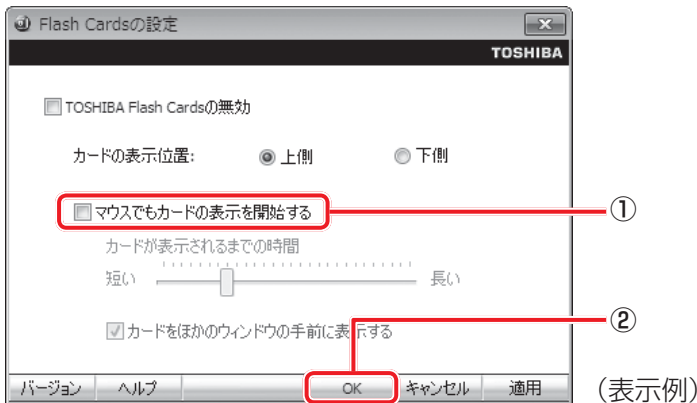 Flash Cardsの設定
TOSHIBA
TOSHIBA Flash Cardsの無効
カードの表示位置: 上側 下側
マウスでもカードの表示を開始する ①
カードが表示されるまでの時間
短い 長い
②
カードをほかのウィンドウの手前に表示する
バージョン ヘルプ OK キャンセル 適用 (表示例)